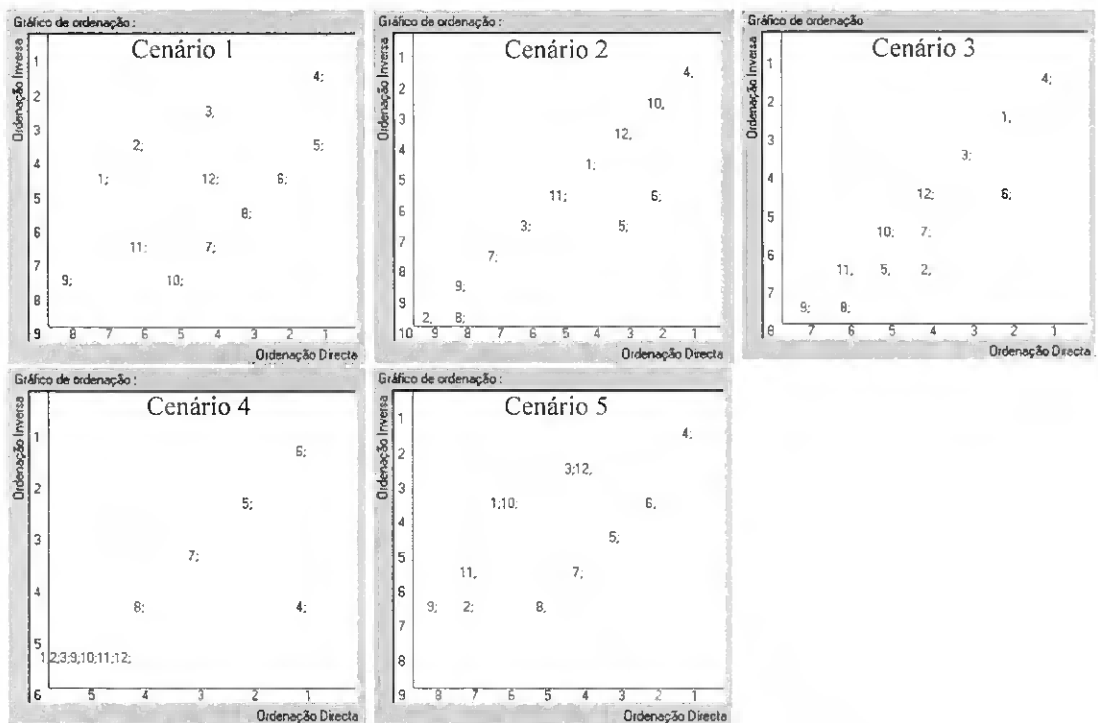 Gráfico de ordenação :
Cenário 1
Ordenação Inversa
1
4;
2
3,
3
2;
5;
4
1;
12;
6;
5
8;
6
11;
7;
7
9;
10;
8
9
8 7 6 5 4 3 2 1
Ordenação Directa
Gráfico de ordenação :
Cenário 2
Ordenação Inversa
1
4,
2
10,
3
12;
4
1;
5
11;
6;
6
3;
5;
7
7;
8
9;
9
2, 8;
10 9 8 7 6 5 4 3 2 1
Ordenação Directa
Gráfico de ordenação
Cenário 3
Ordenação Inversa
1
4;
2
1,
3
3;
4
12; 6;
5
10; 7;
6
11, 5; 2;
7
9; 8;
8 7 6 5 4 3 2 1
Ordenação Directa
Gráfico de ordenação :
Cenário 4
Ordenação Inversa
1
6;
2
5;
3
7;
4
8; 4;
5
1;2;3;9;10;11;12;
6 5 4 3 2 1
Ordenação Directa
Gráfico de ordenação :
Cenário 5
Ordenação Inversa
1
4;
2
3;12,
3
1;10; 6,
4
5;
5
11, 7;
6
9; 2; 8,
7
8
9 8 7 6 5 4 3 2 1
Ordenação Directa